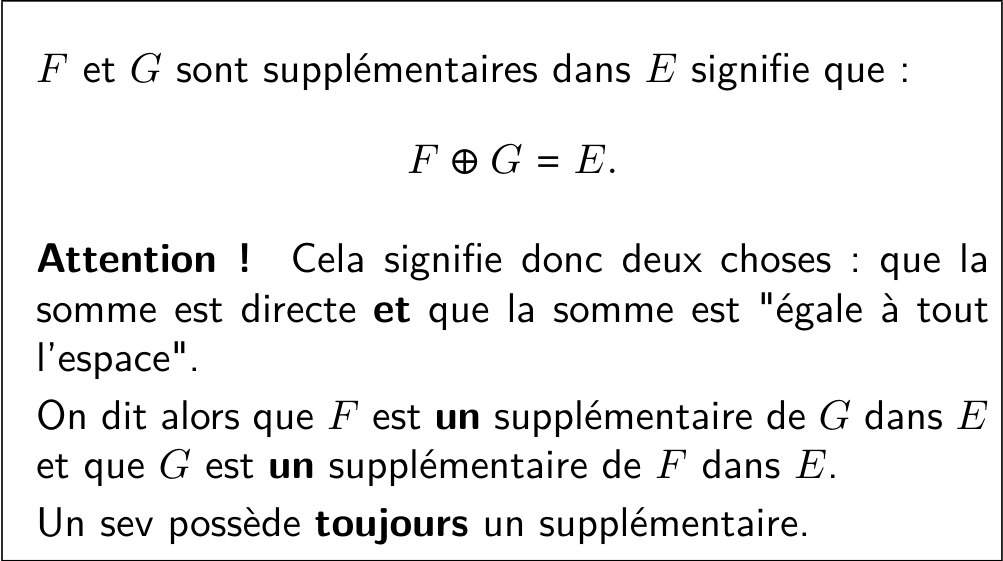 F et G sont supplémentaires dans E signifie que :
F ⊕ G = E.
Attention ! Cela signifie donc deux choses : que la
somme est directe et que la somme est "égale à tout
l'espace".
On dit alors que F est un supplémentaire de G dans E
et que G est un supplémentaire de F dans E.
Un sev possède toujours un supplémentaire.